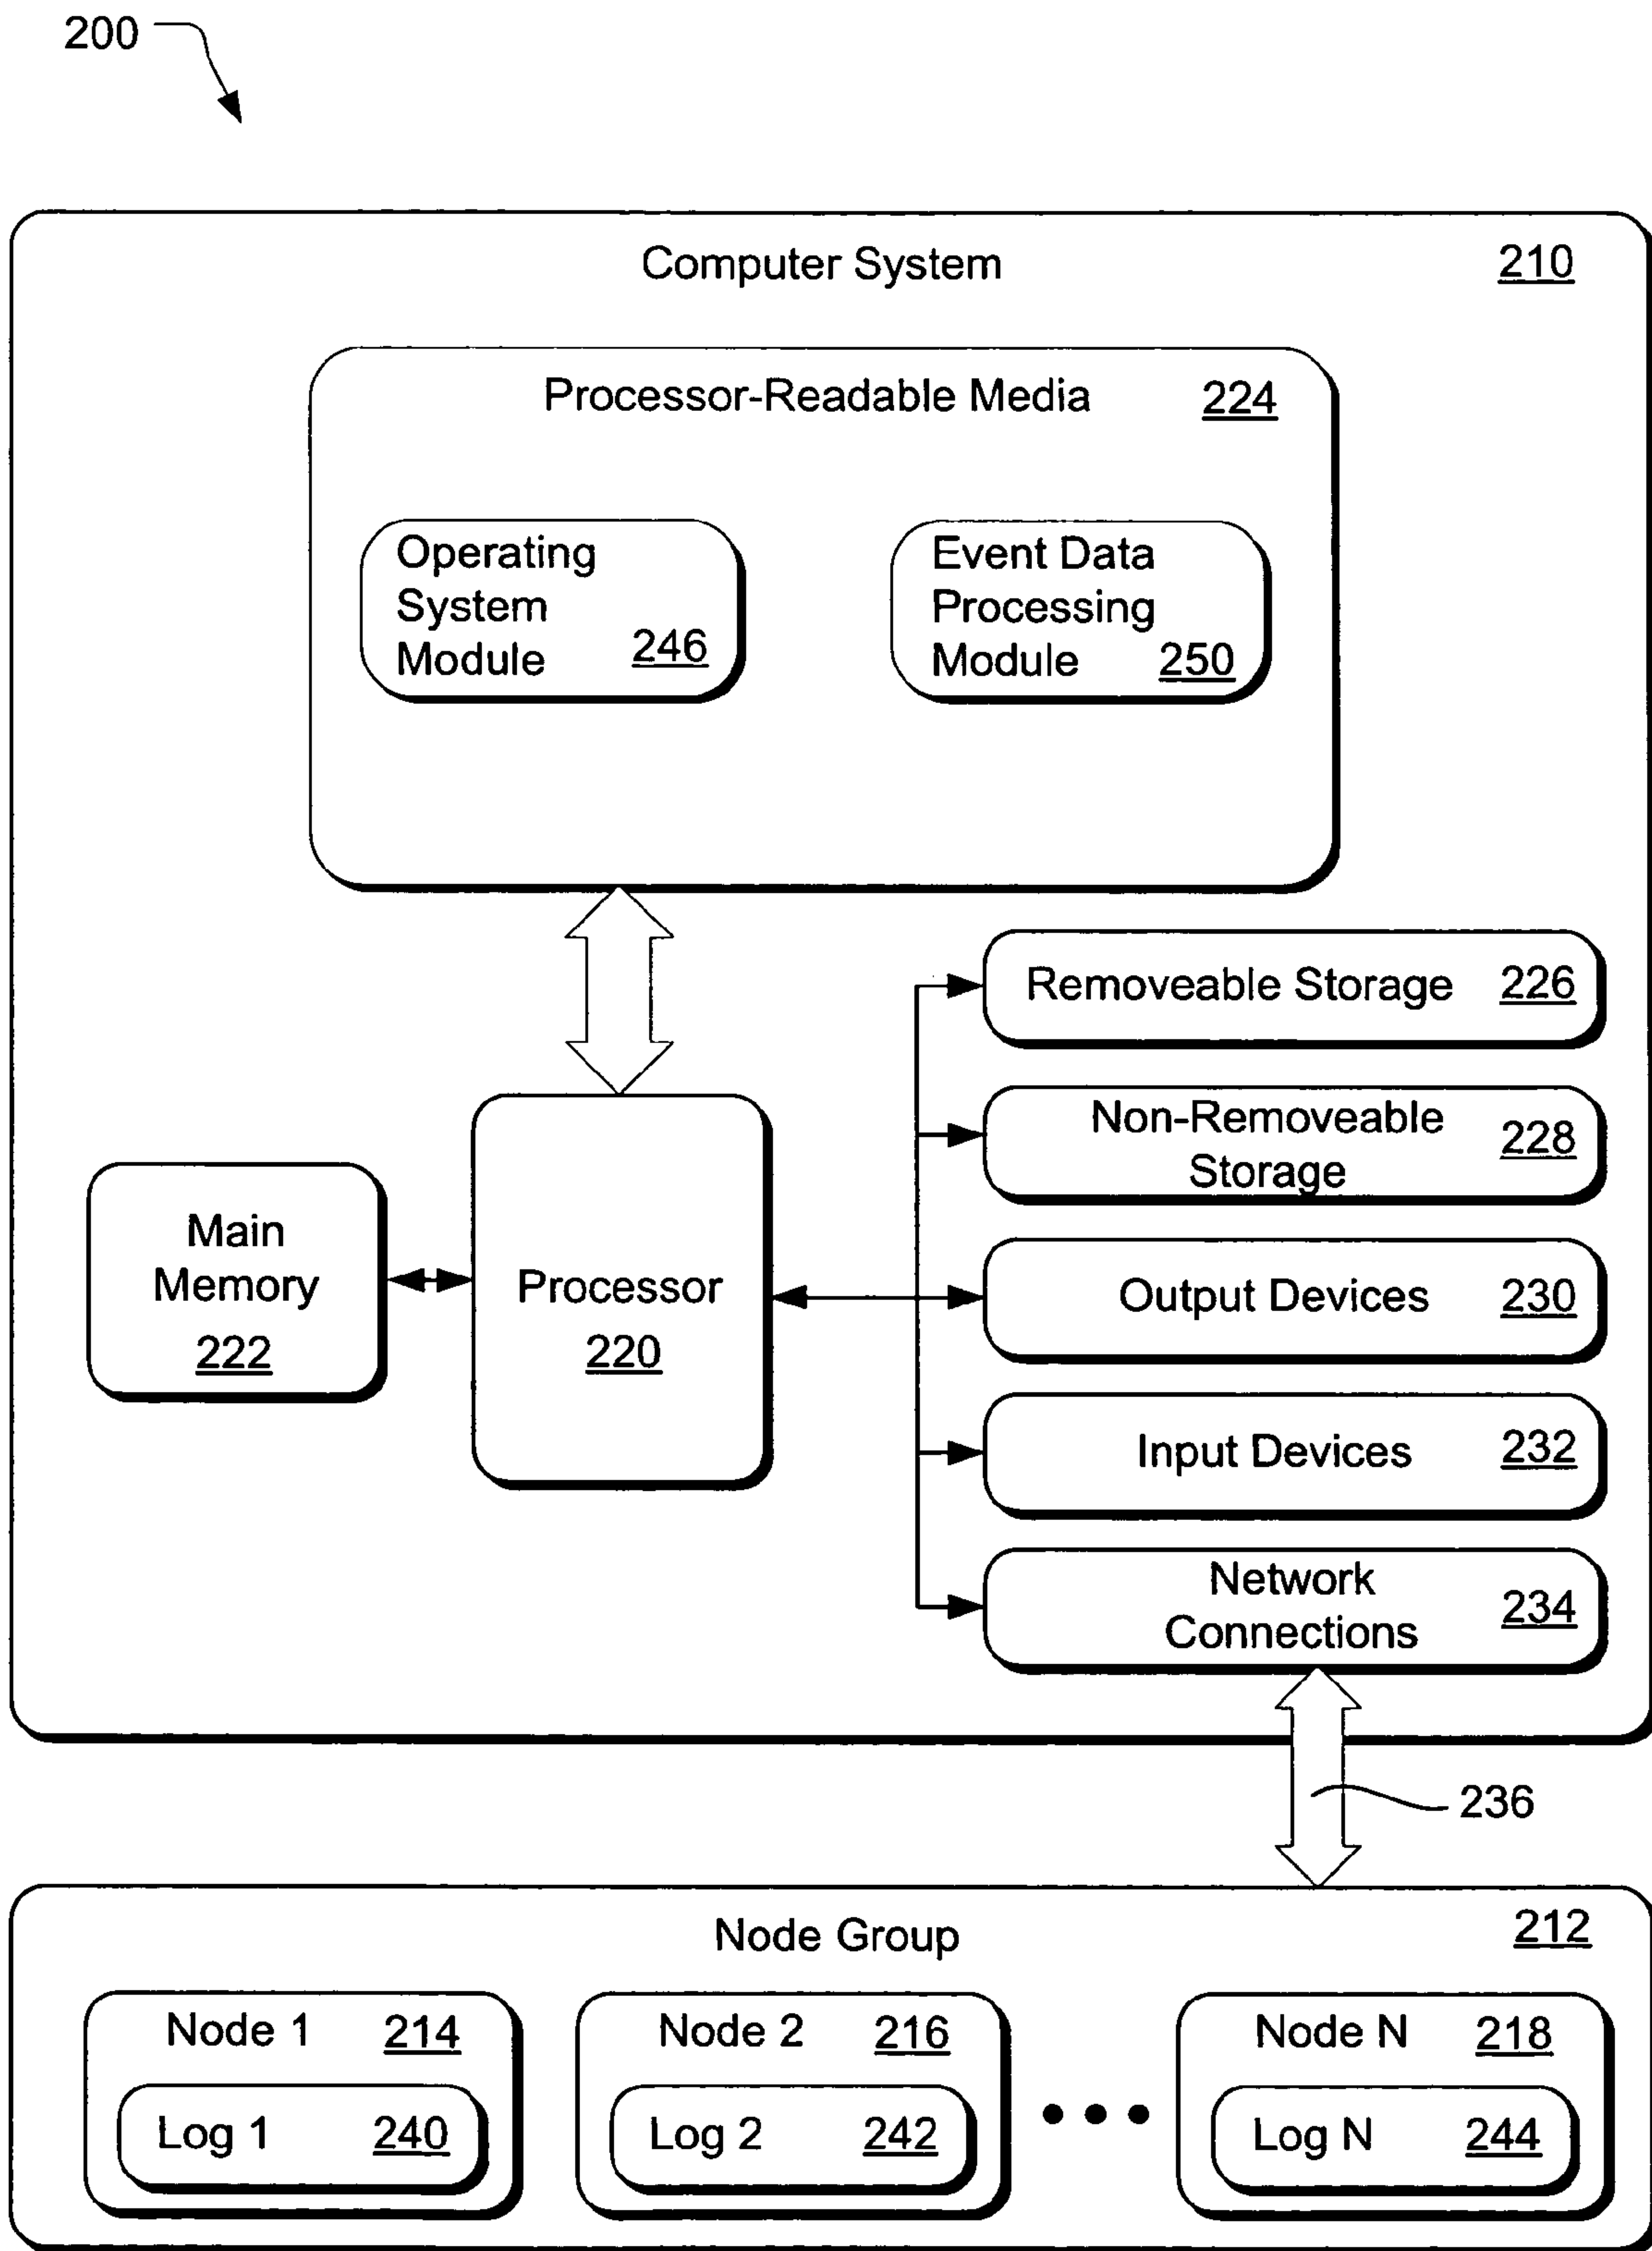 200
Computer System 210
Processor-Readable Media 224
Operating
System
Module 246
Event Data
Processing
Module 250
Removeable Storage 226
Non-Removeable
Storage
228
Main
Memory
222
Processor
220
Output Devices 230
Input Devices 232
Network
Connections
234
236
Node Group 212
Node 1 214
Log 1 240
Node 2 216
Log 2 242
Node N 218
Log N 244